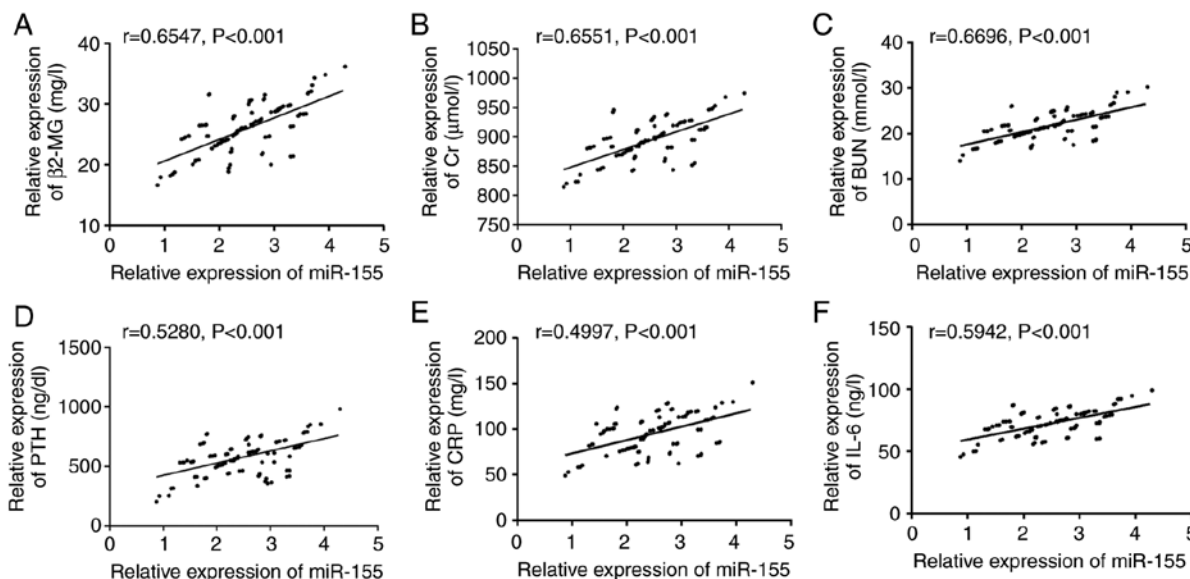 A
r=0.6547, P<0.001
Relative expression
of β2-MG (mg/l)
40
30
20
10
0 1 2 3 4 5
Relative expression of miR-155
B
r=0.6551, P<0.001
Relative expression
of Cr (μmol/l)
1050
1000
950
900
850
800
750
0 1 2 3 4 5
Relative expression of miR-155
C
r=0.6696, P<0.001
Relative expression
of BUN (mmol/l)
40
30
20
10
0
0 1 2 3 4 5
Relative expression of miR-155
D
r=0.5280, P<0.001
Relative expression
of PTH (ng/dl)
1500
1000
500
0
0 1 2 3 4 5
Relative expression of miR-155
E
r=0.4997, P<0.001
Relative expression
of CRP (mg/l)
200
150
100
50
0
0 1 2 3 4 5
Relative expression of miR-155
F
r=0.5942, P<0.001
Relative expression
of IL-6 (ng/l)
150
100
50
0
0 1 2 3 4 5
Relative expression of miR-155